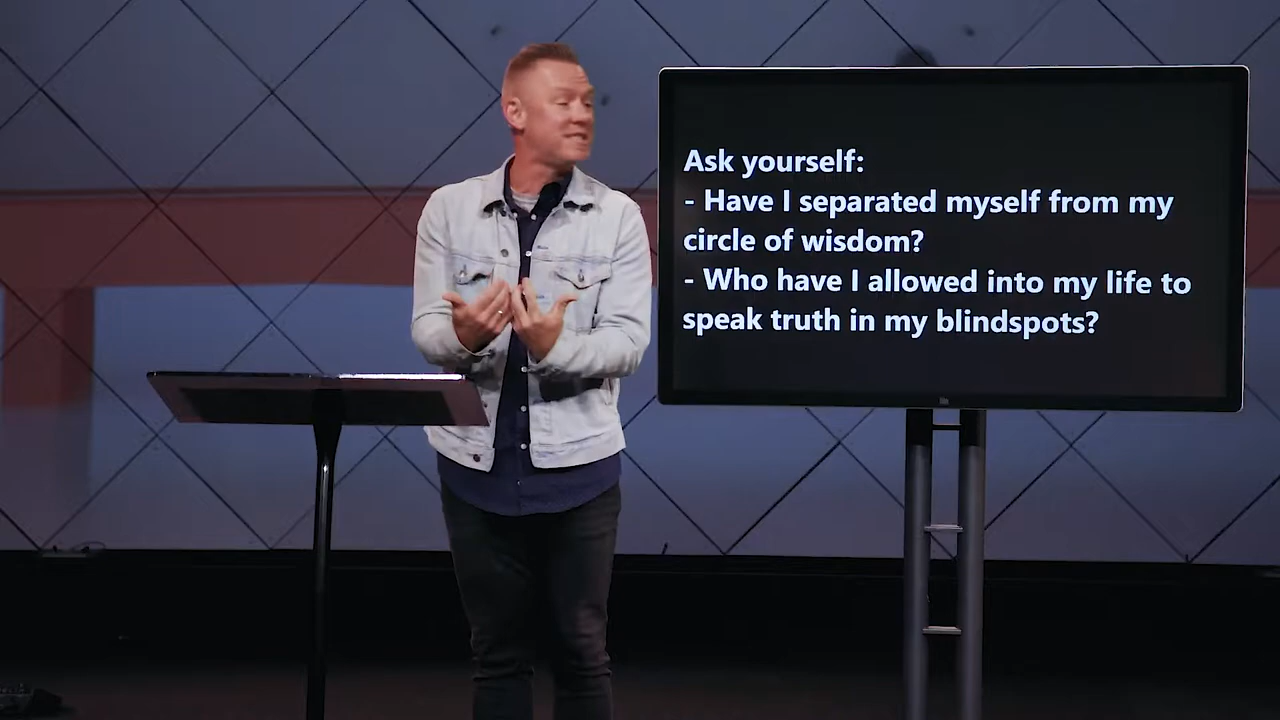 Ask yourself:
- Have I separated myself from my
circle of wisdom?
- Who have I allowed into my life to
speak truth in my blindspots?